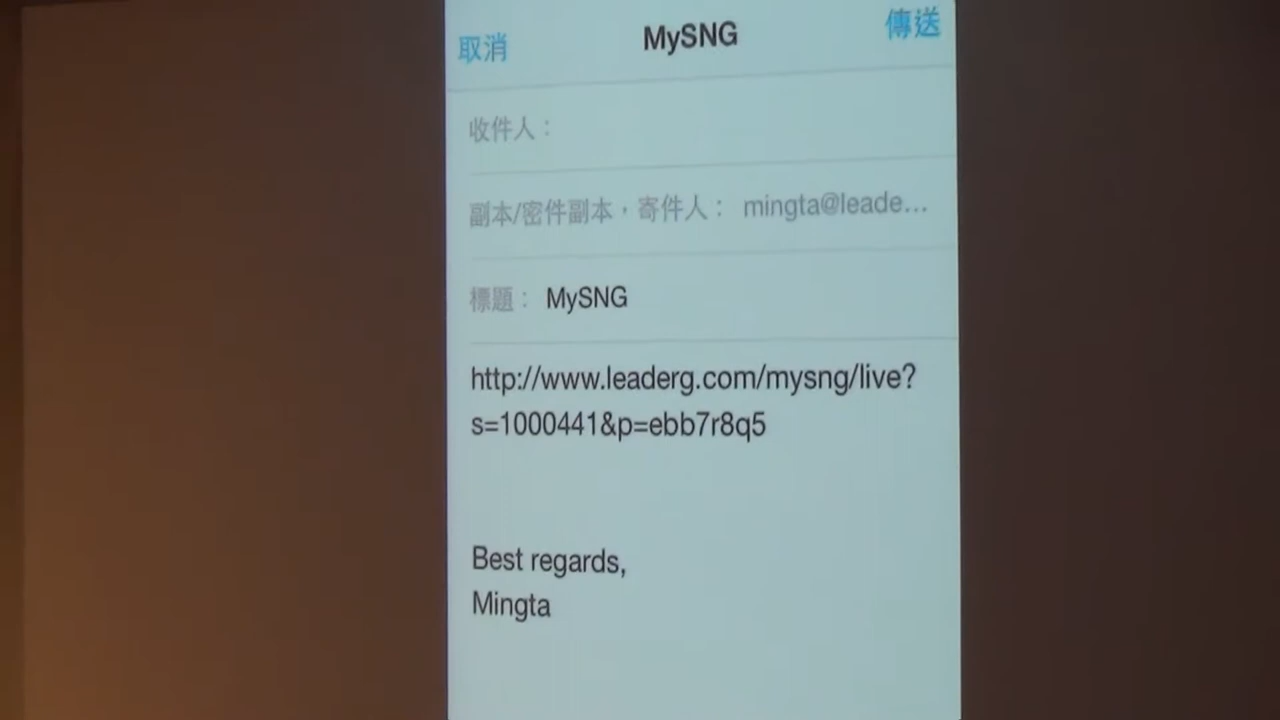 取消 MySNG 傳送
收件人：
副本/密件副本，寄件人： mingta@leade...
標題： MySNG
http://www.leaderg.com/mysng/live?
s=1000441&p=ebb7r8q5
Best regards,
Mingta